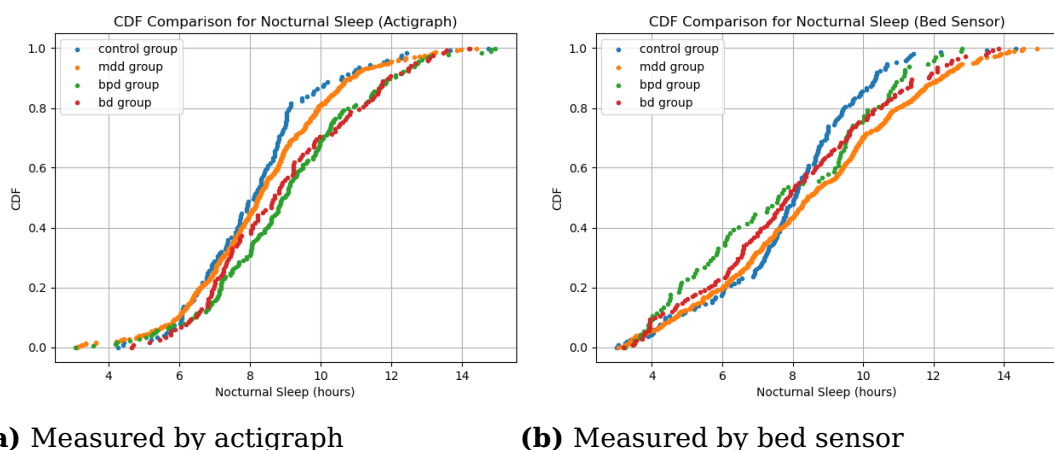 CDF Comparison for Nocturnal Sleep (Actigraph)
1.0
0.8
0.6
0.4
0.2
0.0
CDF
control group
mdd group
bpd group
bd group
4 6 8 10 12 14
Nocturnal Sleep (hours)
a) Measured by actigraph
CDF Comparison for Nocturnal Sleep (Bed Sensor)
1.0
0.8
0.6
0.4
0.2
0.0
CDF
control group
mdd group
bpd group
bd group
4 6 8 10 12 14
Nocturnal Sleep (hours)
(b) Measured by bed sensor